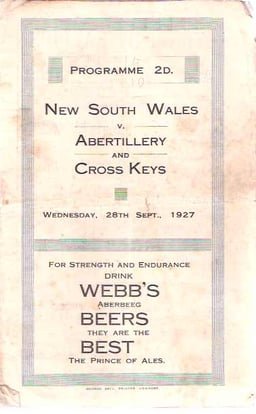 PROGRAMME 2D.
NEW SOUTH WALES
V.
ABERTILLERY
AND
CROSS KEYS
WEDNESDAY, 28TH SEPT., 1927
FOR STRENGTH AND ENDURANCE
DRINK
WEBB'S
ABERBEEG
BEERS
THEY ARE THE
BEST
THE PRINCE OF ALES.